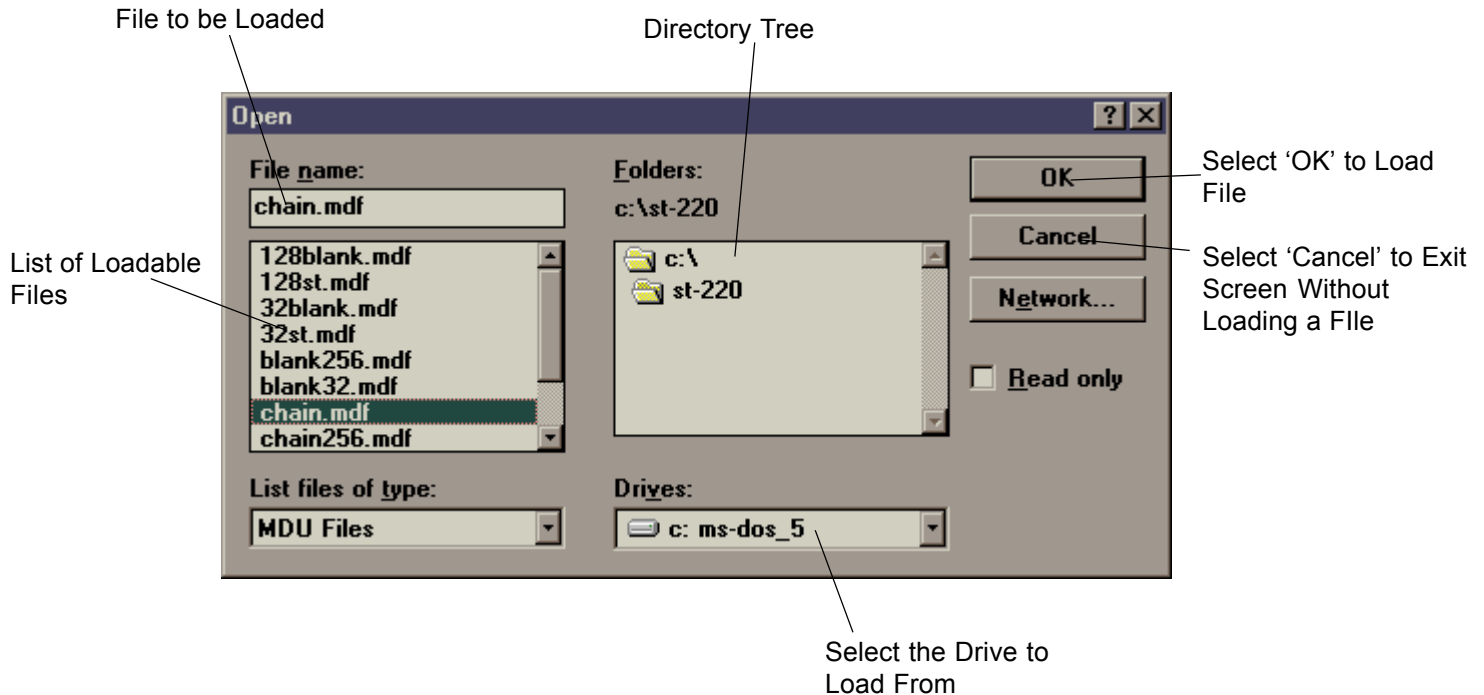 File to be Loaded
Directory Tree
Open
File name:
chain.mdf
128blank.mdf
128st.mdf
32blank.mdf
32st.mdf
blank256.mdf
blank32.mdf
chain.mdf
chain256.mdf
List files of type:
MDU Files
Folders:
c:\st-220
c:\
st-220
Drives:
c: ms-dos_5
OK
Cancel
Network...
Read only
List of Loadable
Files
Select ‘OK’ to Load
File
Select ‘Cancel’ to Exit
Screen Without
Loading a FIle
Select the Drive to
Load From